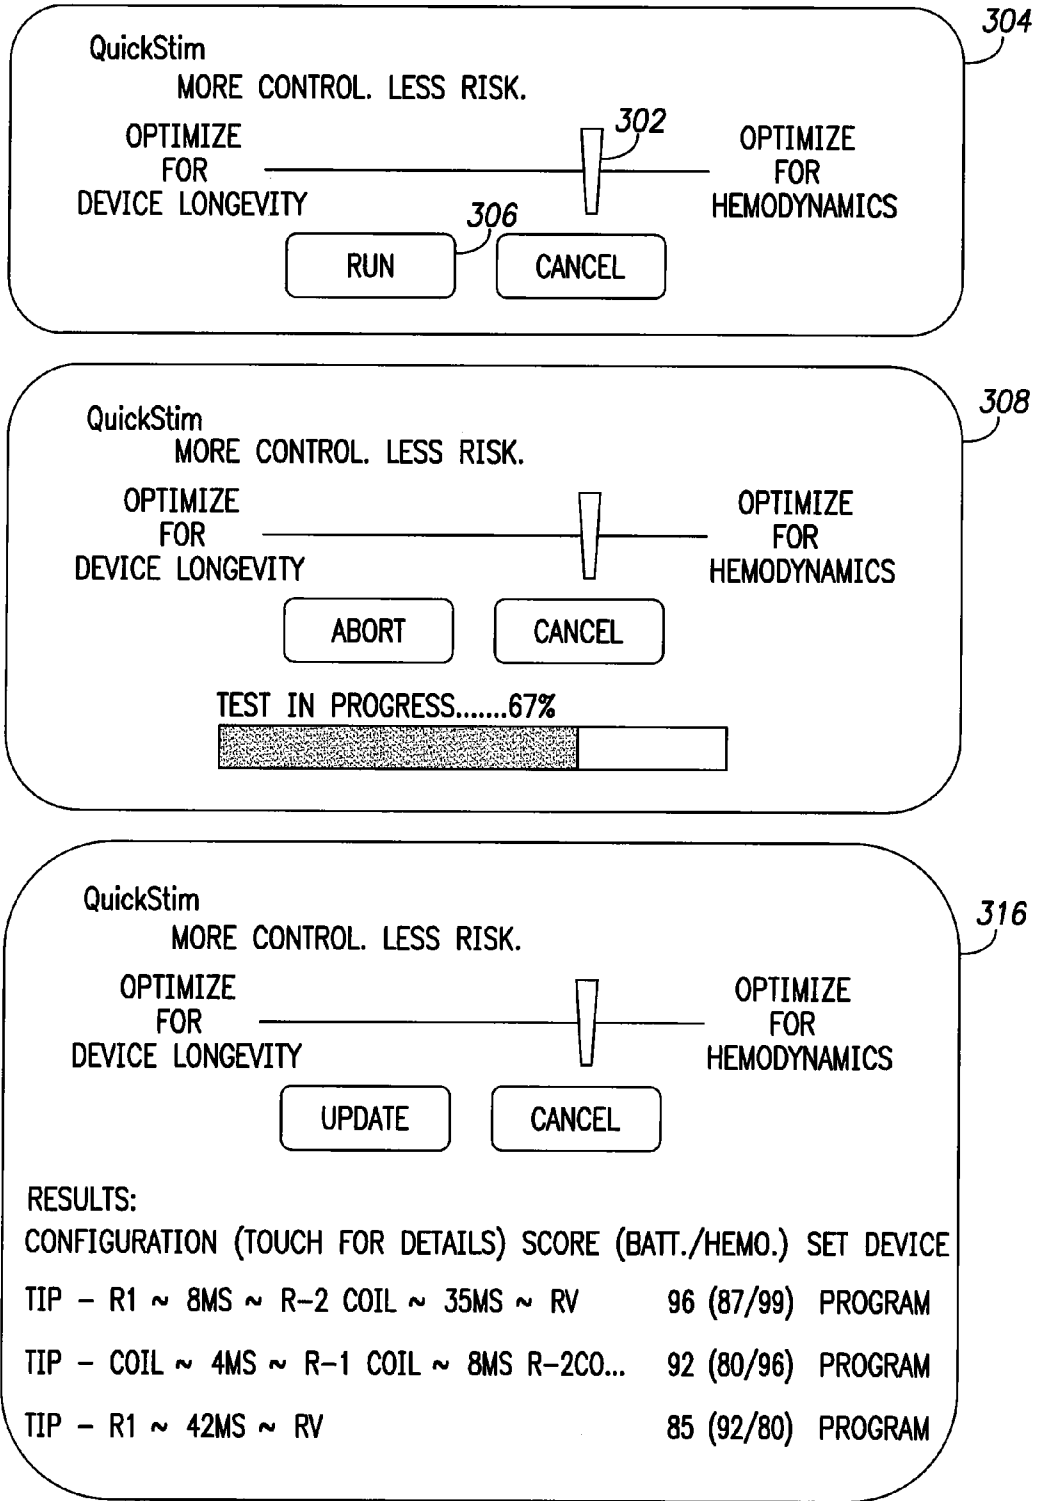 304
QuickStim
MORE CONTROL. LESS RISK.
302
OPTIMIZE
FOR
DEVICE LONGEVITY
OPTIMIZE
FOR
HEMODYNAMICS
306
RUN
CANCEL
308
QuickStim
MORE CONTROL. LESS RISK.
OPTIMIZE
FOR
DEVICE LONGEVITY
OPTIMIZE
FOR
HEMODYNAMICS
ABORT
CANCEL
TEST IN PROGRESS.......67%
316
QuickStim
MORE CONTROL. LESS RISK.
OPTIMIZE
FOR
DEVICE LONGEVITY
OPTIMIZE
FOR
HEMODYNAMICS
UPDATE
CANCEL
RESULTS:
CONFIGURATION (TOUCH FOR DETAILS) SCORE (BATT./HEMO.) SET DEVICE
TIP - R1 ~ 8MS ~ R-2 COIL ~ 35MS ~ RV 96 (87/99) PROGRAM
TIP - COIL ~ 4MS ~ R-1 COIL ~ 8MS R-2CO... 92 (80/96) PROGRAM
TIP - R1 ~ 42MS ~ RV 85 (92/80) PROGRAM